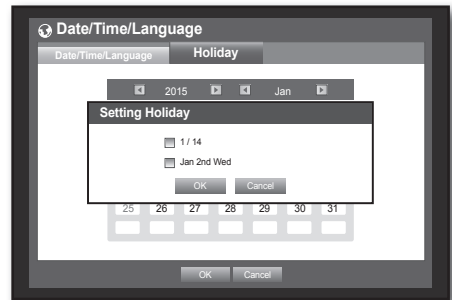 Date/Time/Language
Date/Time/Language Holiday
2015 Jan
Setting Holiday
1 / 14
Jan 2nd Wed
OK Cancel
25 26 27 28 29 30 31
OK Cancel